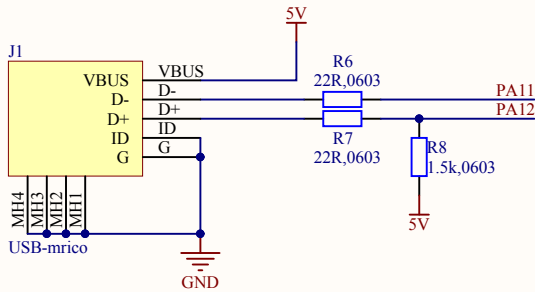 5V
J1
VBUS
D-
D+
ID
G
VBUS
D-
D+
ID
G
R6
22R,0603
PA11
PA12
R7
22R,0603
R8
1.5k,0603
5V
MH4
MH3
MH2
MH1
USB-mrico
GND